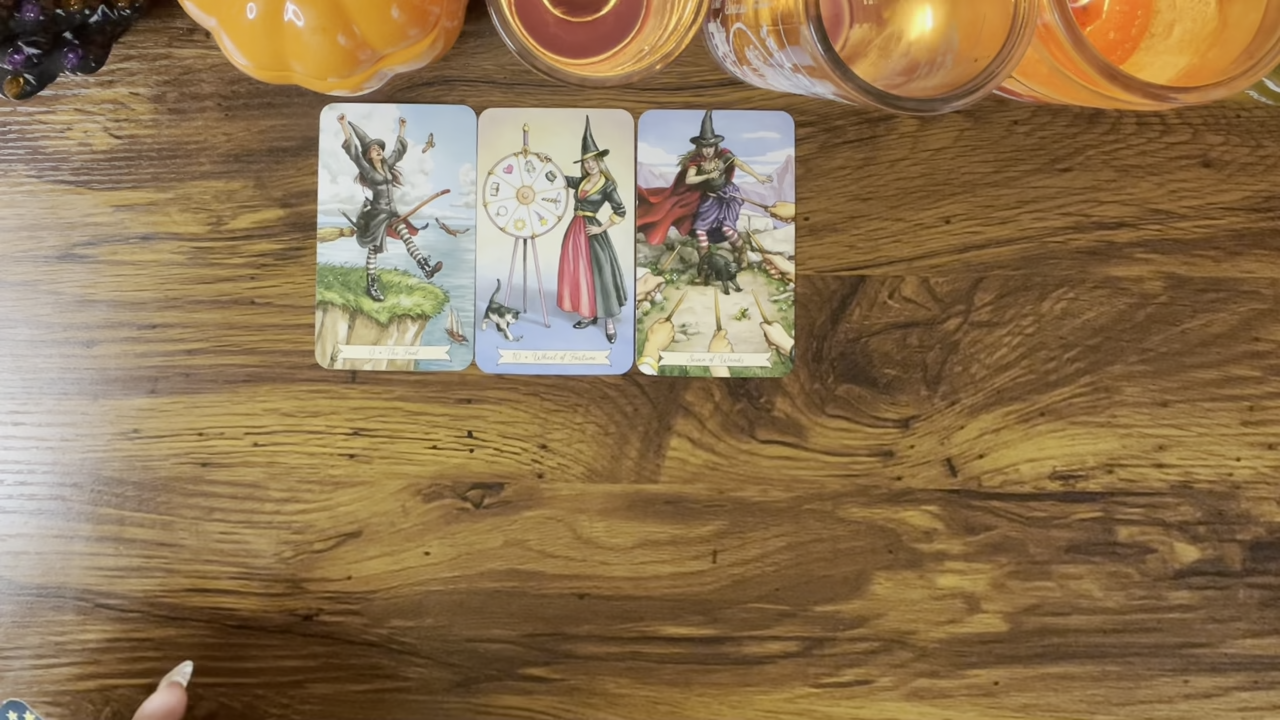 0 • The Fool
10 • Wheel of Fortune
Seven of Wands